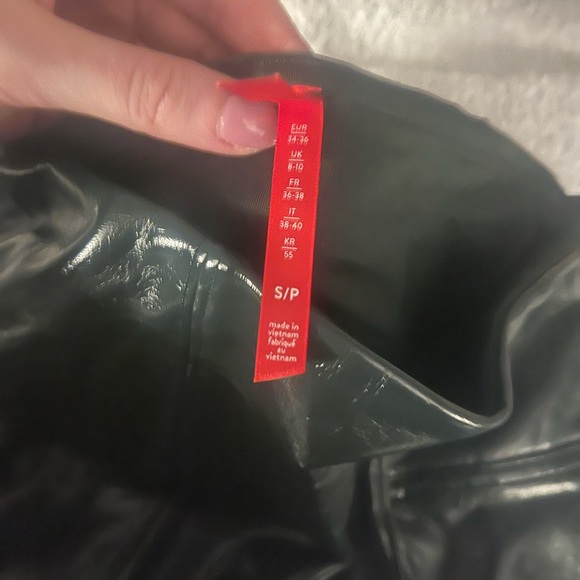 EUR
34-36
UK
8-10
FR
36-38
IT
38-40
KR
55
S/P
made in
vietnam
fabriqué
au
vietnam